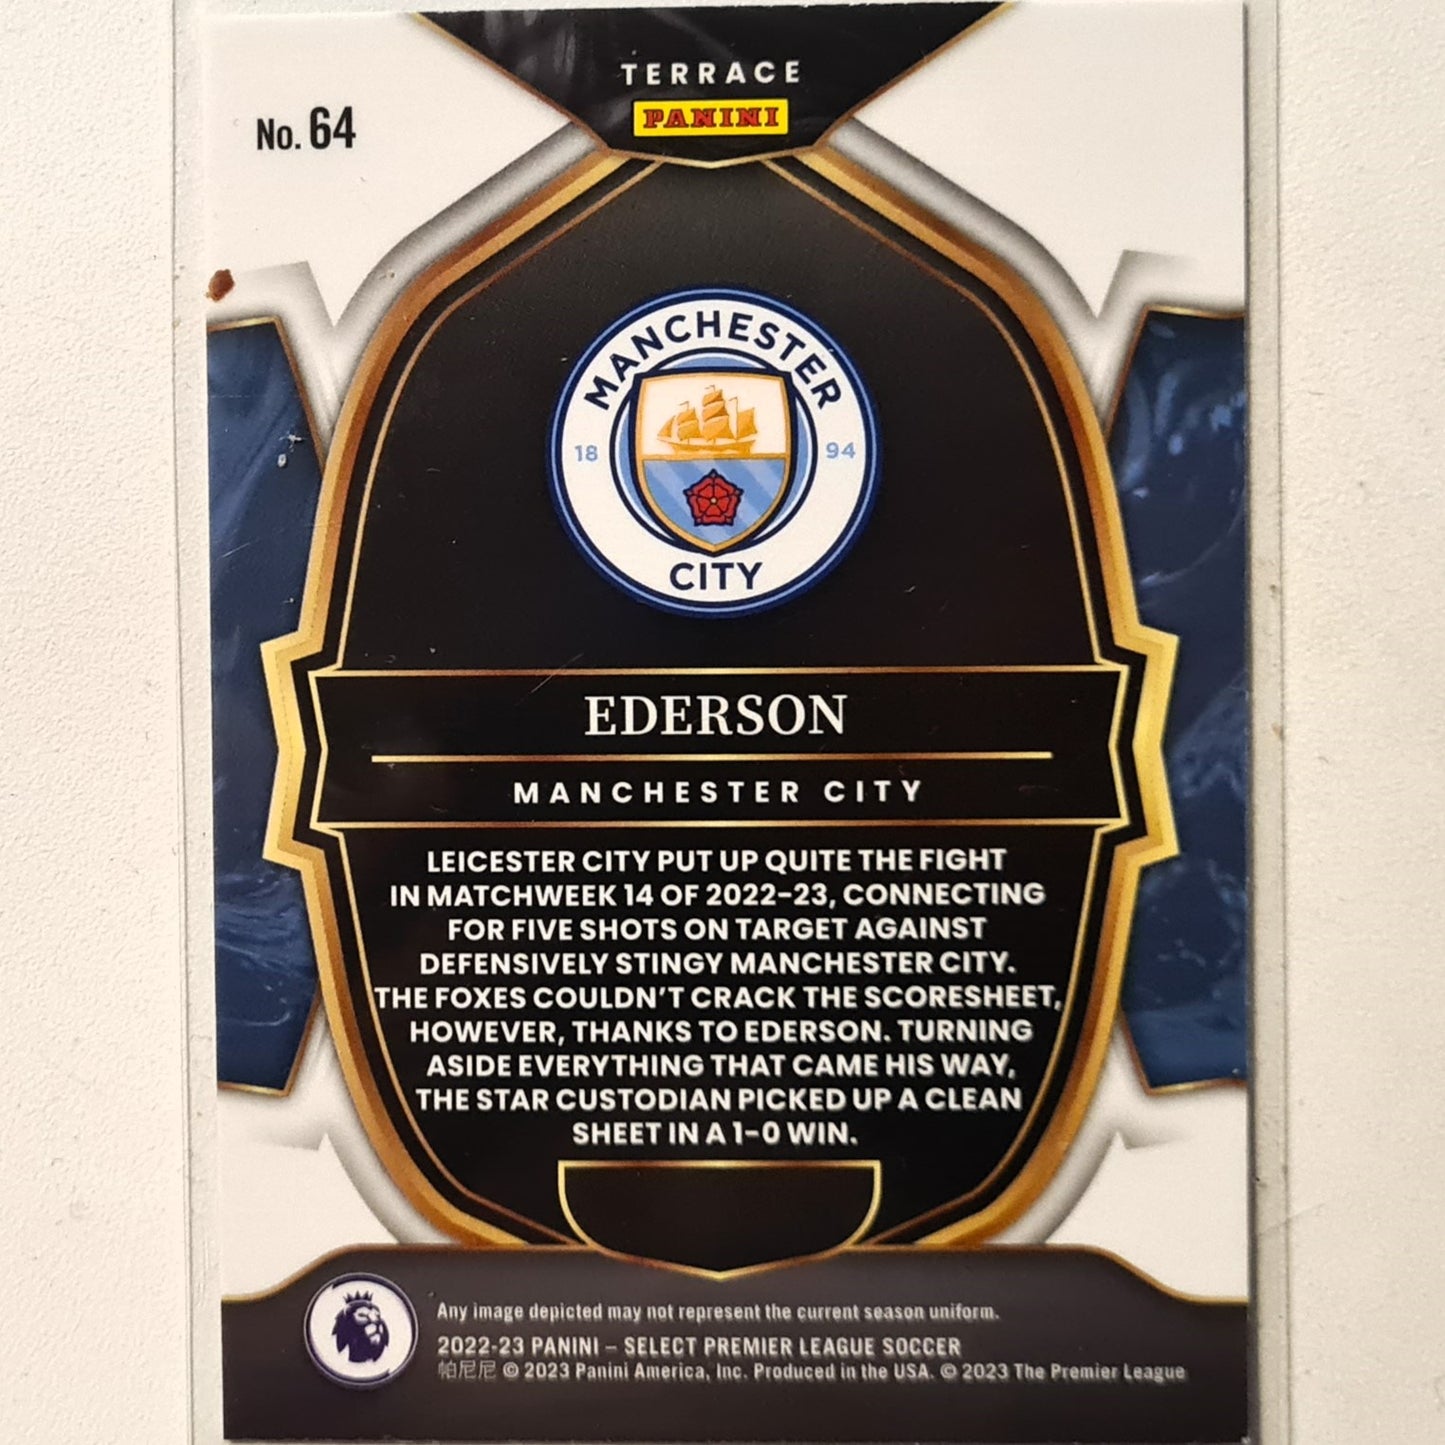 TERRACE
PANINI
No. 64
MANCHESTER
18 94
CITY
EDERSON
MANCHESTER CITY
LEICESTER CITY PUT UP QUITE THE FIGHT
IN MATCHWEEK 14 OF 2022-23, CONNECTING
FOR FIVE SHOTS ON TARGET AGAINST
DEFENSIVELY STINGY MANCHESTER CITY.
THE FOXES COULDN'T CRACK THE SCORESHEET,
HOWEVER, THANKS TO EDERSON. TURNING
ASIDE EVERYTHING THAT CAME HIS WAY,
THE STAR CUSTODIAN PICKED UP A CLEAN
SHEET IN A 1-0 WIN.
Any image depicted may not represent the current season uniform.
2022-23 PANINI – SELECT PREMIER LEAGUE SOCCER
帕尼尼 © 2023 Panini America, Inc. Produced in the USA. © 2023 The Premier League